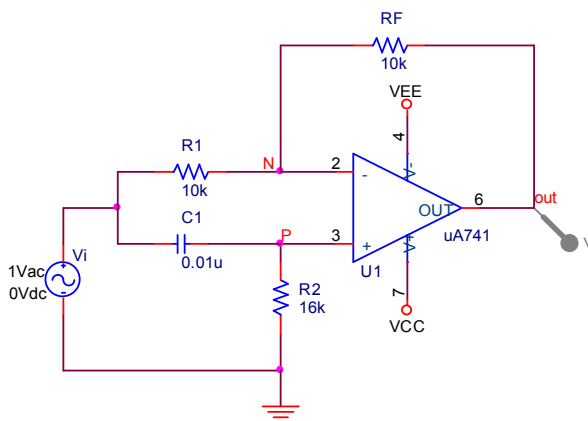 RF
10k
VEE
4
V-
R1
10k
N
2
-
OUT
6
out
V
C1
0.01u
P
3
+
V+
U1
uA741
Vi
1Vac
0Vdc
+
-
R2
16k
7
VCC